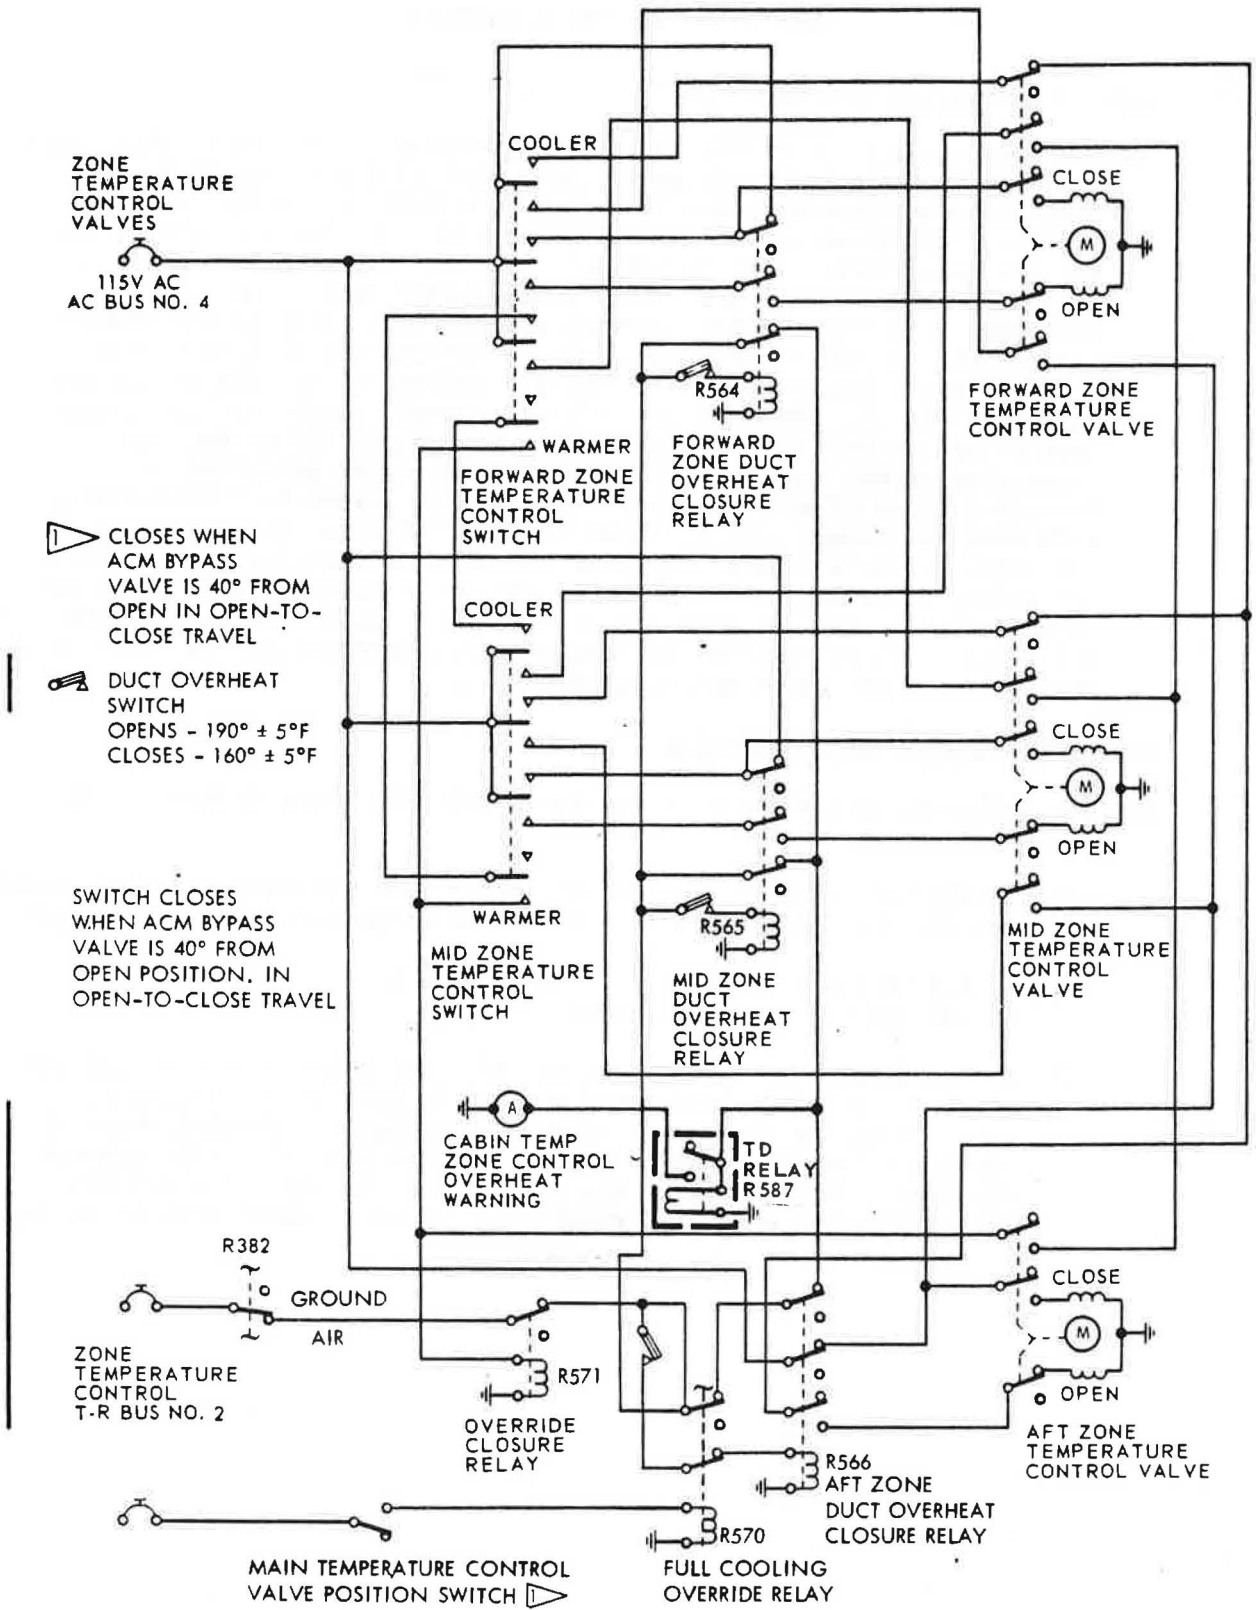 COOLER
ZONE
TEMPERATURE
CONTROL
VALVES
115V AC
AC BUS NO. 4
CLOSE
M
OPEN
R564
FORWARD ZONE
TEMPERATURE
CONTROL VALVE
WARMER
FORWARD ZONE
TEMPERATURE
CONTROL
SWITCH
FORWARD
ZONE DUCT
OVERHEAT
CLOSURE
RELAY
1
CLOSES WHEN
ACM BYPASS
VALVE IS 40° FROM
OPEN IN OPEN-TO-
CLOSE TRAVEL
COOLER
DUCT OVERHEAT
SWITCH
OPENS - 190° ± 5°F
CLOSES - 160° ± 5°F
CLOSE
M
OPEN
SWITCH CLOSES
WHEN ACM BYPASS
VALVE IS 40° FROM
OPEN POSITION. IN
OPEN-TO-CLOSE TRAVEL
WARMER
R565
MID ZONE
TEMPERATURE
CONTROL
SWITCH
MID ZONE
DUCT
OVERHEAT
CLOSURE
RELAY
MID ZONE
TEMPERATURE
CONTROL
VALVE
A
CABIN TEMP
ZONE CONTROL
OVERHEAT
WARNING
TD
RELAY
R587
R382
GROUND
AIR
CLOSE
M
OPEN
ZONE
TEMPERATURE
CONTROL
T-R BUS NO. 2
R571
OVERRIDE
CLOSURE
RELAY
AFT ZONE
TEMPERATURE
CONTROL VALVE
R566
AFT ZONE
DUCT OVERHEAT
CLOSURE RELAY
R570
MAIN TEMPERATURE CONTROL
VALVE POSITION SWITCH 1
FULL COOLING
OVERRIDE RELAY